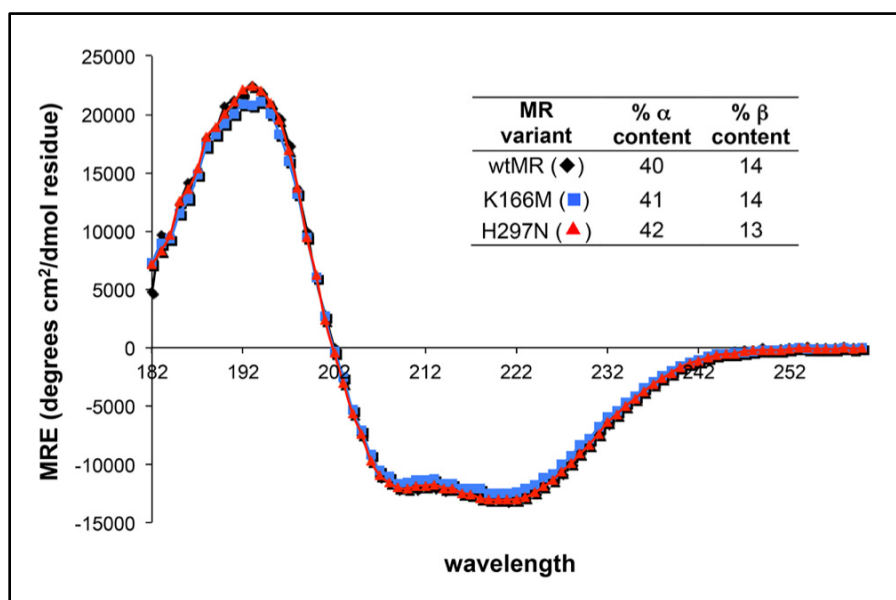 MR variant % α content % β content
wtMR (◆) 40 14
K166M (■) 41 14
H297N (▲) 42 13
MRE (degrees cm²/dmol residue)
25000
20000
15000
10000
5000
0
-5000
-10000
-15000
182 192 202 212 222 232 242 252
wavelength